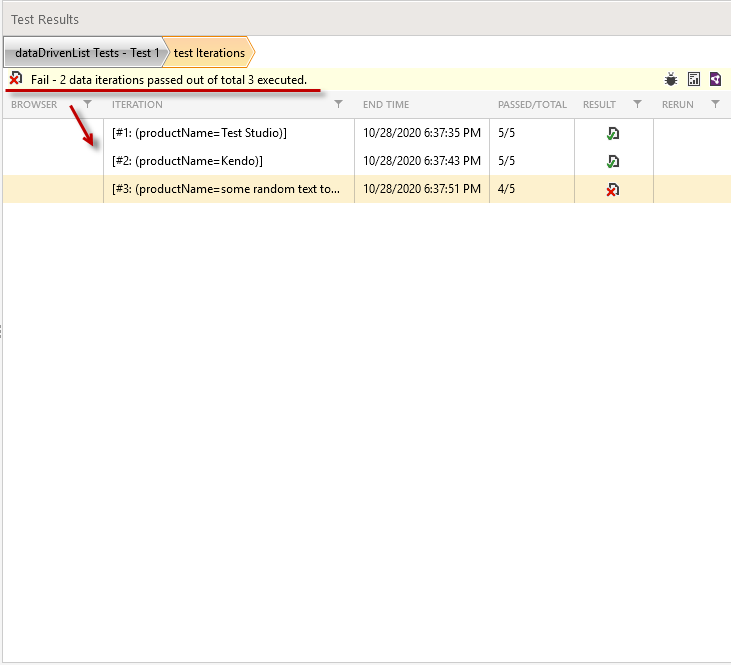 Test Results
dataDrivenList Tests - Test 1 test Iterations
Fail - 2 data iterations passed out of total 3 executed.
BROWSER ITERATION END TIME PASSED/TOTAL RESULT RERUN
[#1: (productName=Test Studio)] 10/28/2020 6:37:35 PM 5/5
[#2: (productName=Kendo)] 10/28/2020 6:37:43 PM 5/5
[#3: (productName=some random text to... 10/28/2020 6:37:51 PM 4/5